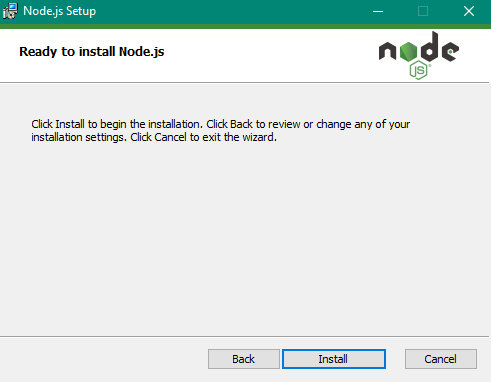 Node.js Setup
Ready to install Node.js
node
JS
Click Install to begin the installation. Click Back to review or change any of your
installation settings. Click Cancel to exit the wizard.
Back
Install
Cancel